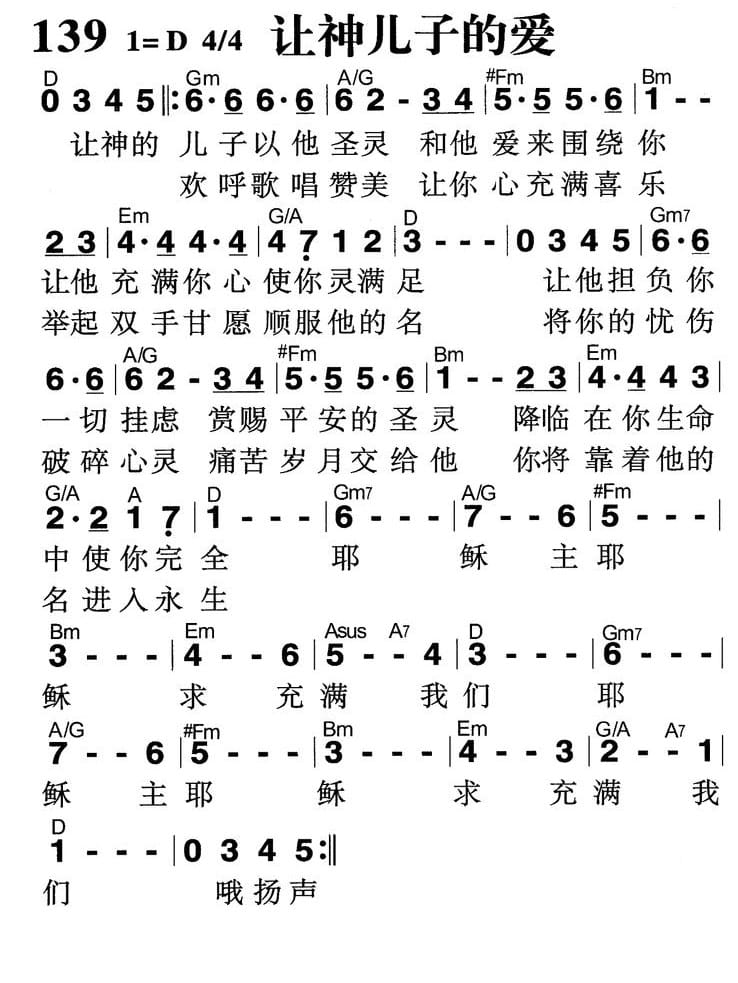 139 1=D 4/4 让神儿子的爱
D Gm A/G #Fm Bm
0 3 4 5 ‖: 6·6 6·6 | 6 2 - 3 4 | 5·5 5·6 | 1 - -
让神的 儿子以他圣灵 和他爱来围绕你
欢呼歌唱赞美 让你心充满喜乐
Em G/A D Gm7
2 3 | 4·4 4·4 | 4 7 1 2 | 3 - - - | 0 3 4 5 | 6·6
让他充满你心使你灵满足 让他担负你
举起双手甘愿顺服他的名 将你的忧伤
A/G #Fm Bm Em
6·6 | 6 2 - 3 4 | 5·5 5·6 | 1 - - 2 3 | 4·4 4 3 |
一切挂虑 赏赐平安的圣灵 降临在你生命
破碎心灵 痛苦岁月交给他 你将靠着他的
G/A A D Gm7 A/G #Fm
2·2 1 7 | 1 - - - | 6 - - - | 7 - - 6 | 5 - - -
中使你完全 耶 稣 主耶
名进入永生
Bm Em Asus A7 D Gm7
3 - - - | 4 - - 6 | 5 - - 4 | 3 - - - | 6 - - - |
稣 求 充满 我们 耶
A/G #Fm Bm Em G/A A7
7 - - 6 | 5 - - - | 3 - - - | 4 - - 3 | 2 - - 1 |
稣 主耶 稣 求 充满 我
D
1 - - - | 0 3 4 5 :‖
们 哦扬声